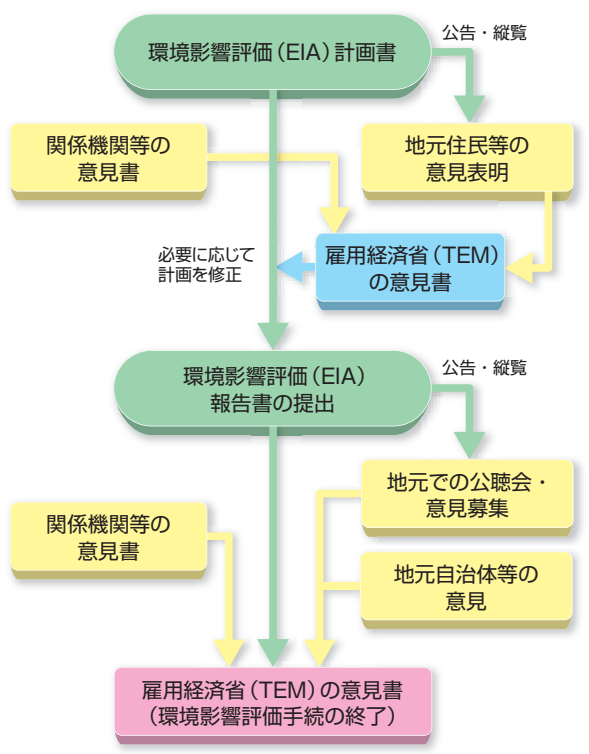 環境影響評価（EIA）計画書
公告・縦覧
関係機関等の
意見書
地元住民等の
意見表明
必要に応じて
計画を修正
雇用経済省（TEM）
の意見書
環境影響評価（EIA）
報告書の提出
公告・縦覧
地元での公聴会・
意見募集
関係機関等の
意見書
地元自治体等の
意見
雇用経済省（TEM）の意見書
（環境影響評価手続の終了）